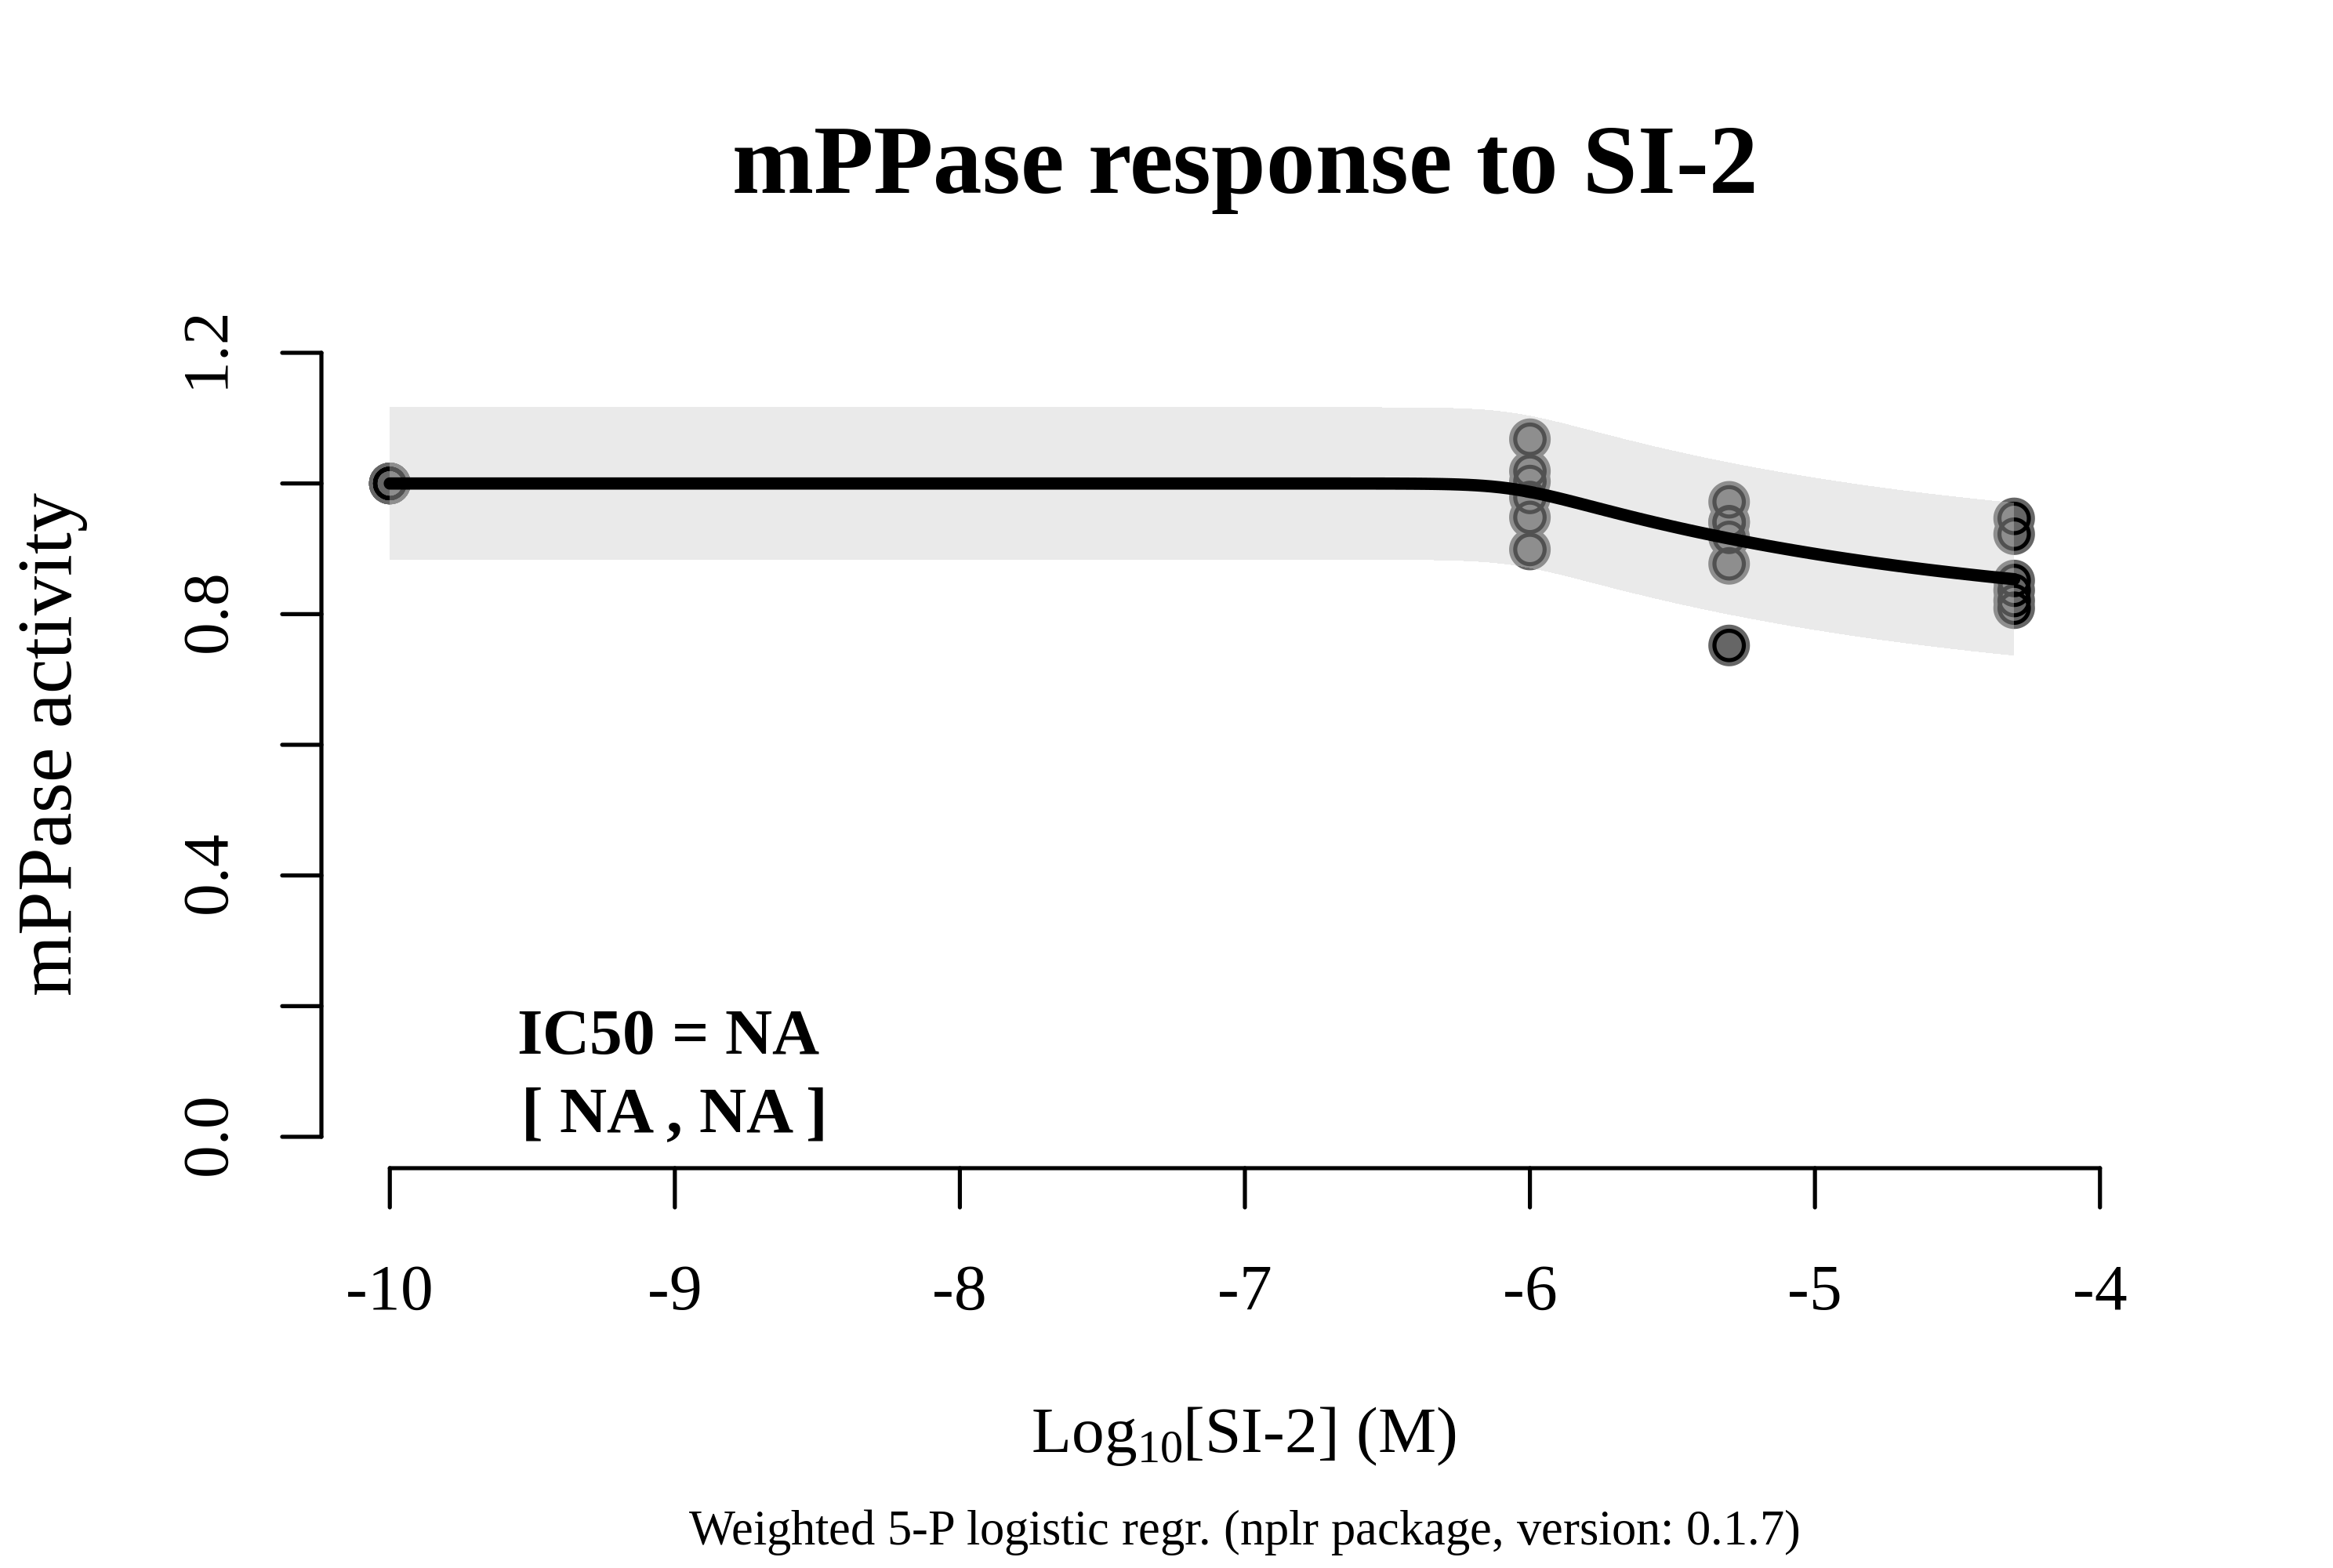 mPPase response to SI-2
mPPase activity
1.2
0.8
0.4
0.0
IC50 = NA
[ NA , NA ]
-10 -9 -8 -7 -6 -5 -4
Log10[SI-2] (M)
Weighted 5-P logistic regr. (nplr package, version: 0.1.7)